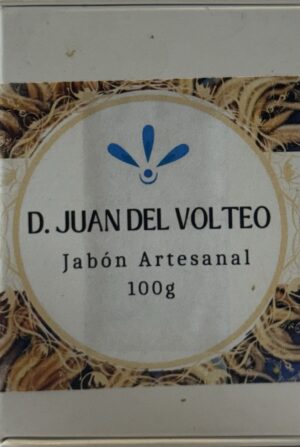 D. JUAN DEL VOLTEO
Jabón Artesanal
100g